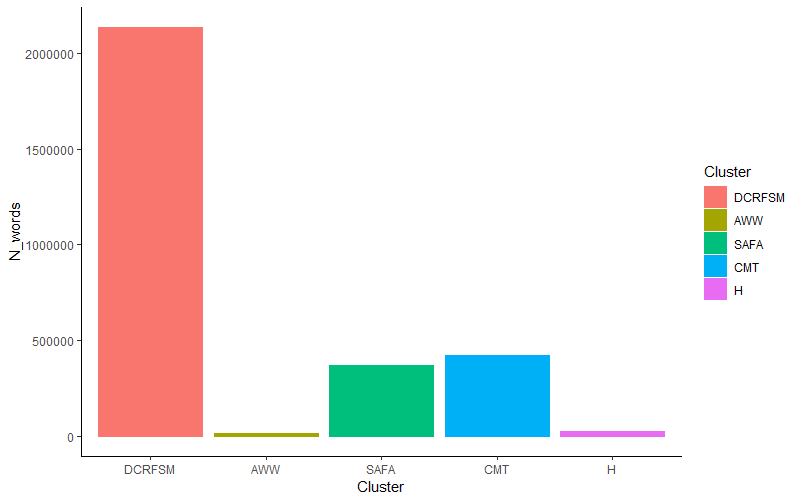 N_words
2000000
1500000
1000000
500000
0
DCRFSM AWW SAFA CMT H
Cluster
Cluster
DCRFSM
AWW
SAFA
CMT
H